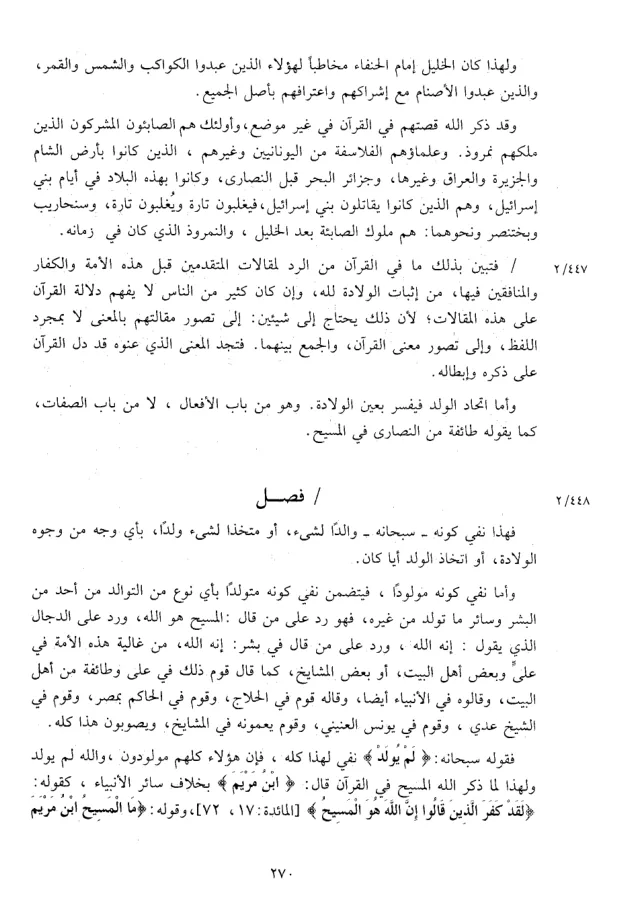 ولهذا كان الخليل إمام الحنفاء مخاطباً لهؤلاء الذين عبدوا الكواكب والشمس والقمر،
والذين عبدوا الأصنام مع إشراكهم واعترافهم بأصل الجميع.
وقد ذكر الله قصتهم في القرآن في غير موضع،وأولئك هم الصابئون المشركون الذين
ملكهم نمروذ. وعلماؤهم الفلاسفة من اليونانيين وغيرهم ، الذين كانوا بأرض الشام
والجزيرة والعراق وغيرها، وجزائر البحر قبل النصارى، وكانوا بهذه البلاد في أيام بني
إسرائيل، وهم الذين كانوا يقاتلون بني إسرائيل،فيغلبون تارة ويُغلبون تارة، وسنحاريب
وبختنصر ونحوهما: هم ملوك الصابئة بعد الخليل ، والنمروذ الذي كان في زمانه.
٢/٤٤٧ / فتبين بذلك ما في القرآن من الرد لمقالات المتقدمين قبل هذه الأمة والكفار
والمنافقين فيها، من إثبات الولادة لله، وإن كان كثير من الناس لا يفهم دلالة القرآن
على هذه المقالات؛ لأن ذلك يحتاج إلى شيئين: إلى تصور مقالتهم بالمعنى لا بمجرد
اللفظ، وإلى تصور معنى القرآن، والجمع بينهما. فتجد المعنى الذي عنوه قد دل القرآن
على ذكره وإبطاله.
وأما اتحاد الولد فيفسر بعين الولادة. وهو من باب الأفعال ، لا من باب الصفات،
كما يقوله طائفة من النصارى في المسيح.
٢/٤٤٨ / فصـــل
فهذا نفي كونه ـ سبحانه ـ والدًا لشىء، أو متخذا لشىء ولدًا، بأي وجه من وجوه
الولادة، أو اتخاذ الولد أيا كان.
وأما نفي كونه مولودًا ، فيتضمن نفي كونه متولدًا بأي نوع من التوالد من أحد من
البشر وسائر ما تولد من غيره، فهو رد على من قال :المسيح هو الله، ورد على الدجال
الذي يقول : إنه الله ، ورد على من قال في بشر: إنه الله، من غالية هذه الأمة في
علىٍّ وبعض أهل البيت، أو بعض المشايخ، كما قال قوم ذلك في على وطائفة من أهل
البيت، وقالوه في الأنبياء أيضا، وقاله قوم في الحلاج، وقوم في الحاكم بمصر، وقوم في
الشيخ عدي ، وقوم في يونس العنيني، وقوم يعمونه في المشايخ، ويصوبون هذا كله.
فقوله سبحانه:﴿ لَمْ يُولَدْ ﴾ نفي لهذا كله ، فإن هؤلاء كلهم مولودون ،والله لم يولد
ولهذا لما ذكر الله المسيح في القرآن قال: ﴿ ابْنُ مَرْيَمَ ﴾ بخلاف سائر الأنبياء ، كقوله:
﴿لَقَدْ كَفَرَ الَّذِينَ قَالُوا إِنَّ اللَّهَ هُوَ الْمَسِيحُ ﴾ [المائدة:١٧، ٧٢]،وقوله:﴿مَا الْمَسِيحُ ابْنُ مَرْيَمَ
٢٧٠